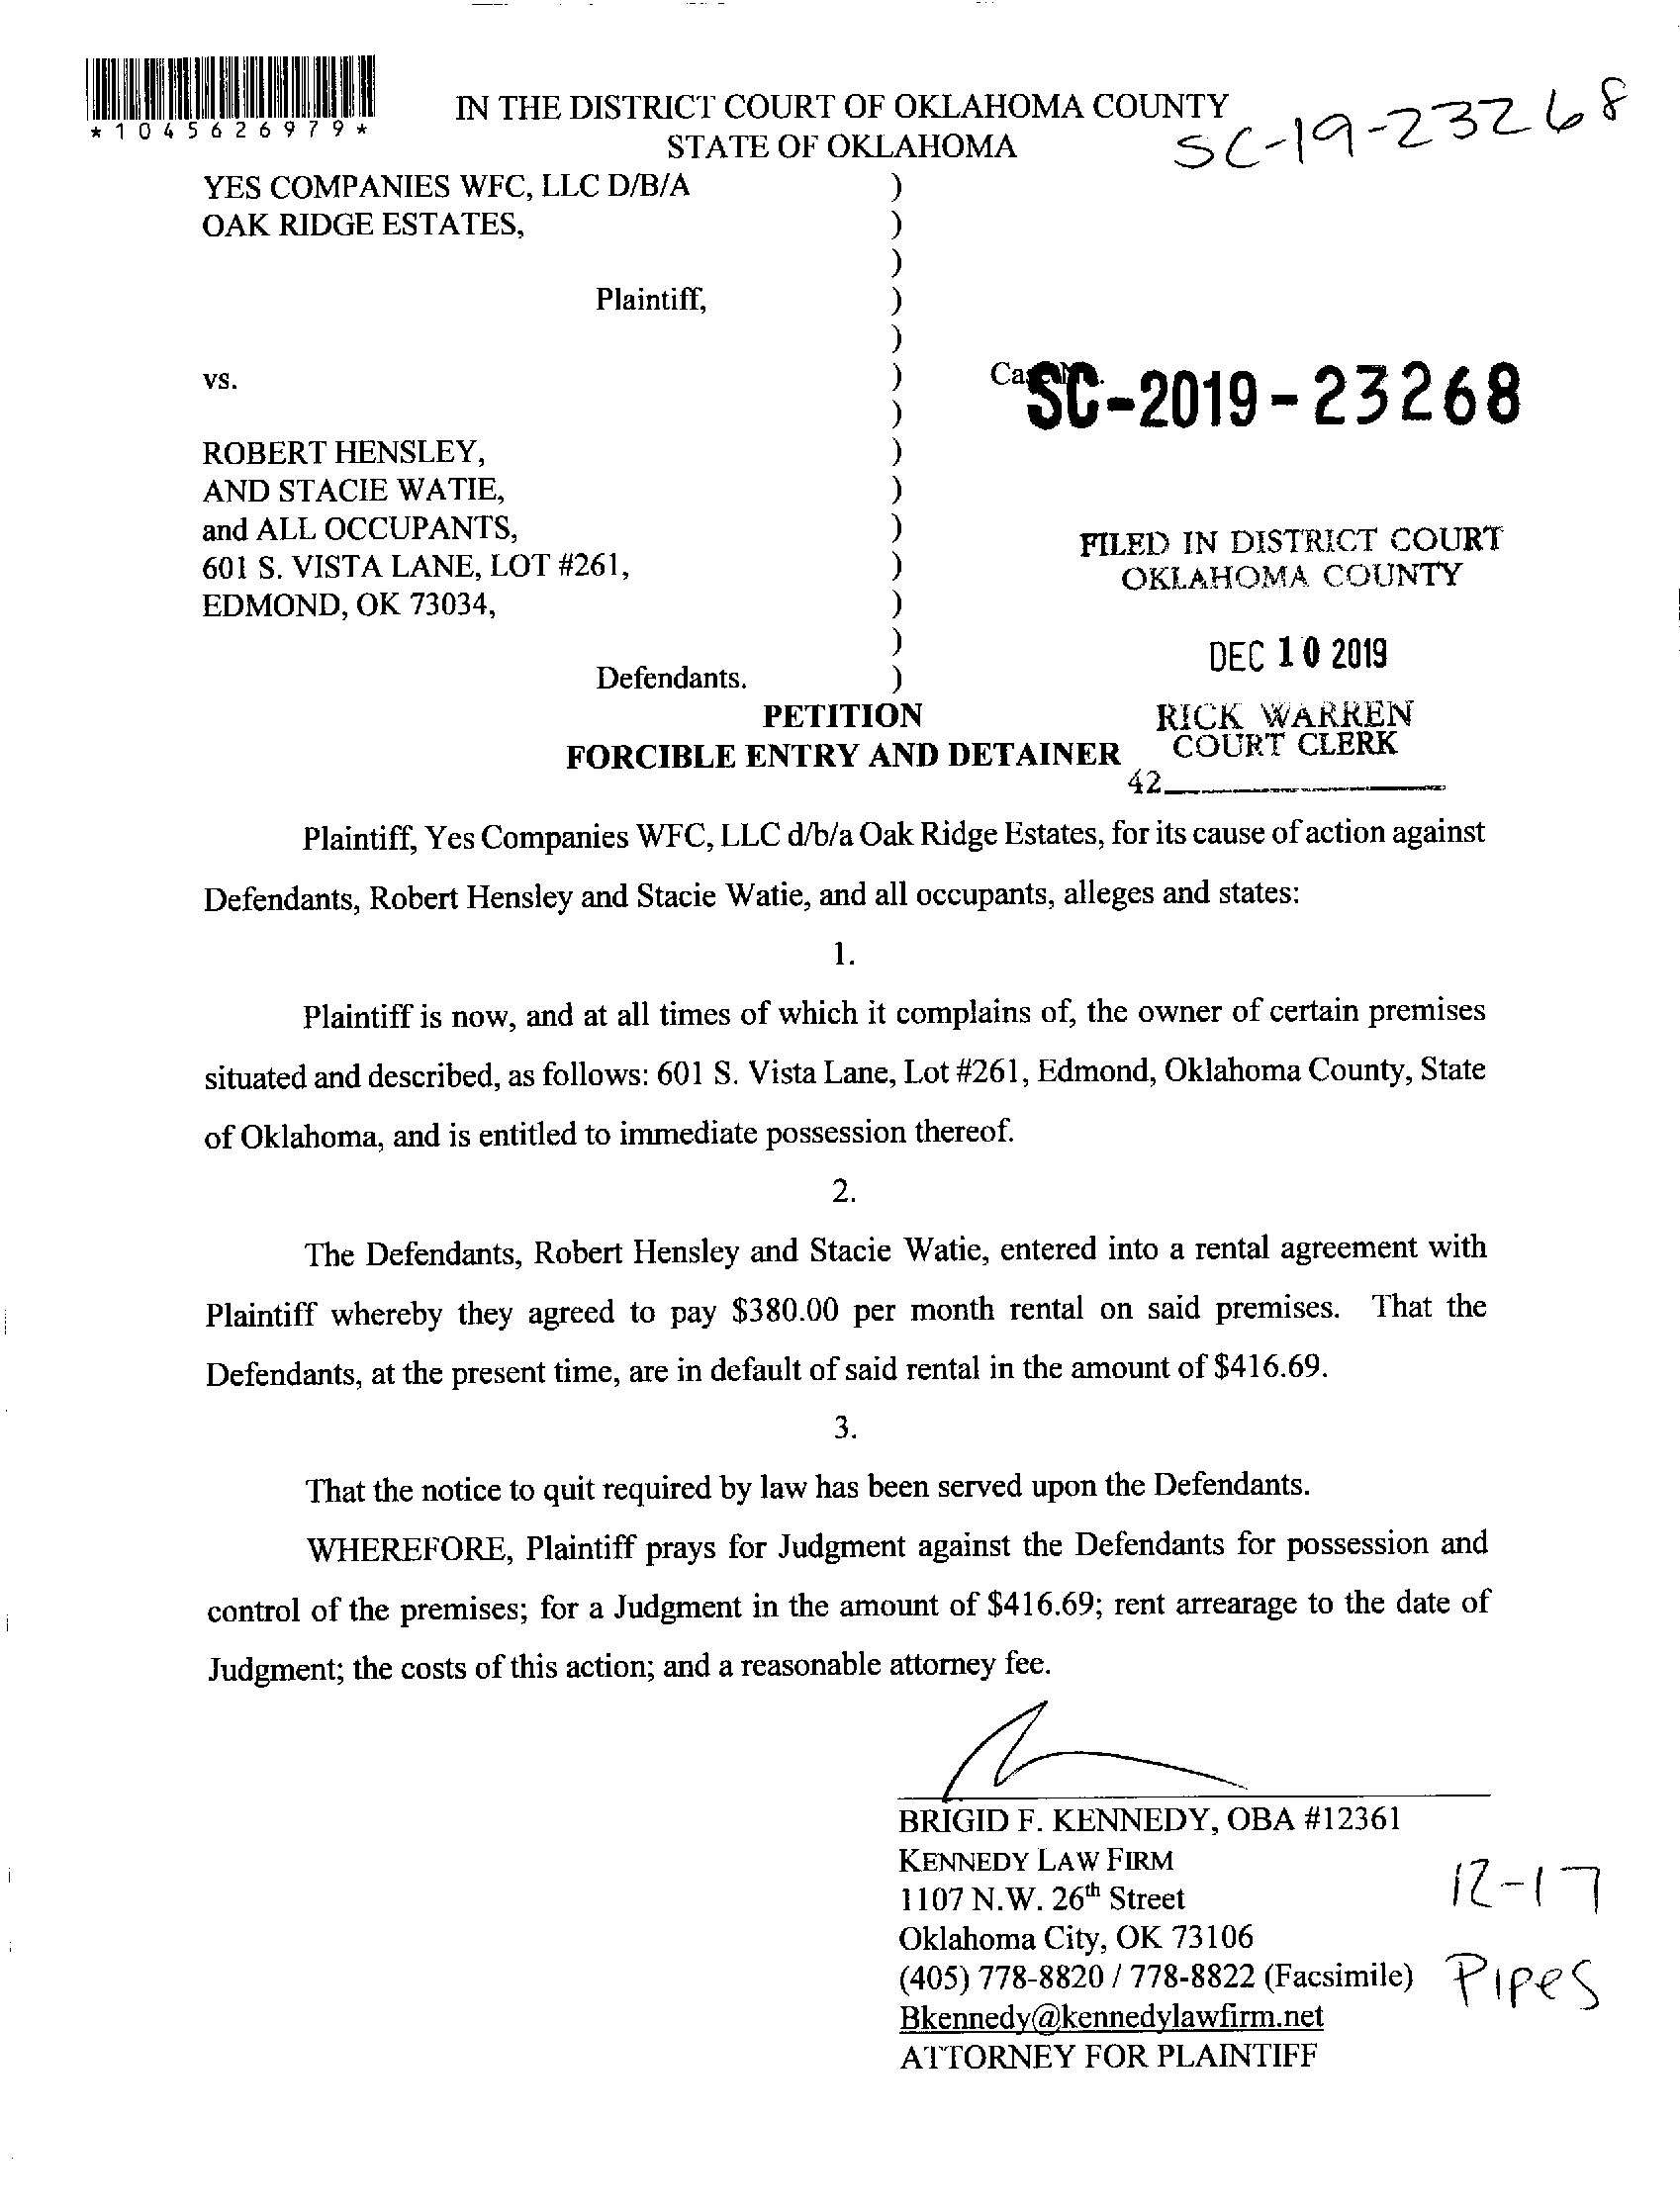 *1045626979*
IN THE DISTRICT COURT OF OKLAHOMA COUNTY
STATE OF OKLAHOMA
SC-19-23268
YES COMPANIES WFC, LLC D/B/A )
OAK RIDGE ESTATES, )
)
Plaintiff, )
)
vs. )
SC-2019-23268
)
ROBERT HENSLEY, )
AND STACIE WATIE, )
and ALL OCCUPANTS, )
601 S. VISTA LANE, LOT #261, )
EDMOND, OK 73034, )
)
Defendants. )
FILED IN DISTRICT COURT
OKLAHOMA COUNTY
DEC 10 2019
RICK WARREN
COURT CLERK
42
PETITION
FORCIBLE ENTRY AND DETAINER
Plaintiff, Yes Companies WFC, LLC d/b/a Oak Ridge Estates, for its cause of action against
Defendants, Robert Hensley and Stacie Watie, and all occupants, alleges and states:
1.
Plaintiff is now, and at all times of which it complains of, the owner of certain premises
situated and described, as follows: 601 S. Vista Lane, Lot #261, Edmond, Oklahoma County, State
of Oklahoma, and is entitled to immediate possession thereof.
2.
The Defendants, Robert Hensley and Stacie Watie, entered into a rental agreement with
Plaintiff whereby they agreed to pay $380.00 per month rental on said premises. That the
Defendants, at the present time, are in default of said rental in the amount of $416.69.
3.
That the notice to quit required by law has been served upon the Defendants.
WHEREFORE, Plaintiff prays for Judgment against the Defendants for possession and
control of the premises; for a Judgment in the amount of $416.69; rent arrearage to the date of
Judgment; the costs of this action; and a reasonable attorney fee.
BRIGID F. KENNEDY, OBA #12361
KENNEDY LAW FIRM
1107 N.W. 26th Street
Oklahoma City, OK 73106
(405) 778-8820 / 778-8822 (Facsimile)
Bkennedy@kennedylawfirm.net
ATTORNEY FOR PLAINTIFF
12-17
Pipes